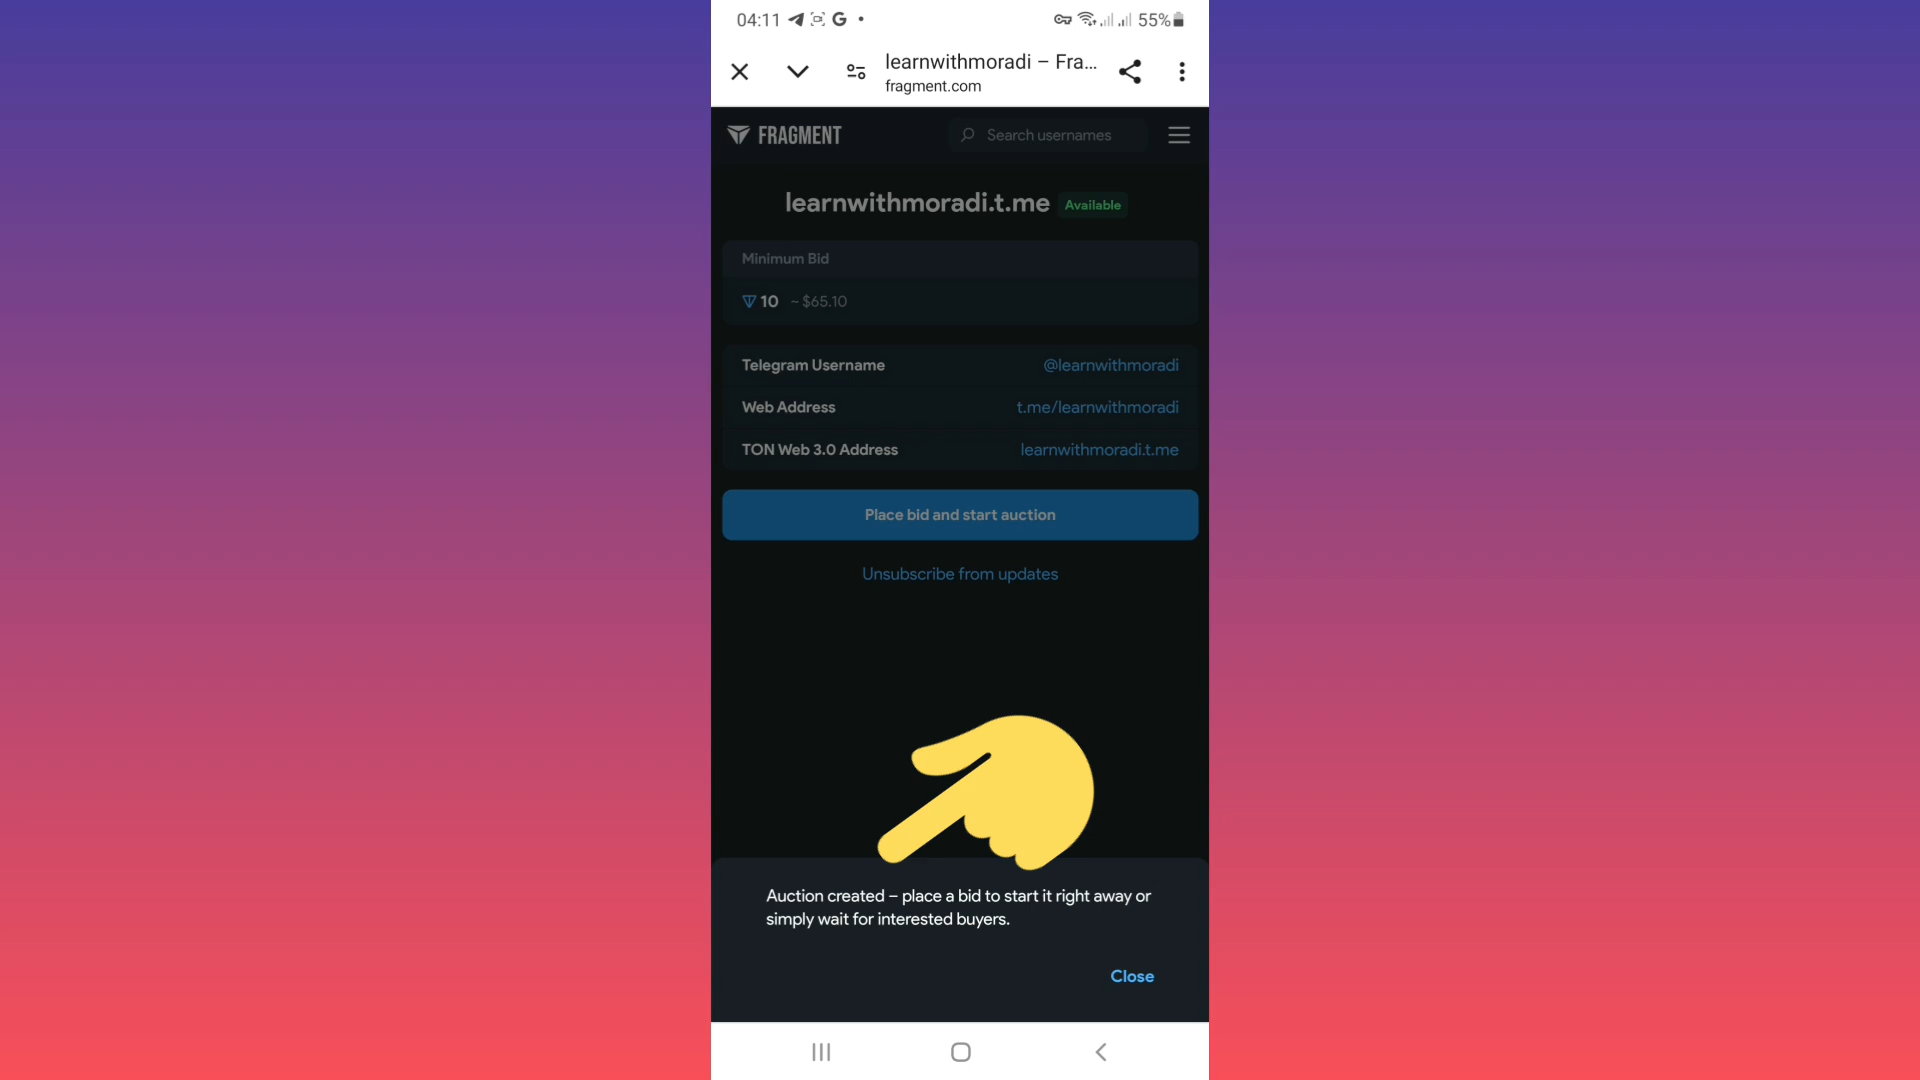 04:11 55%
learnwithmoradi – Fra...
fragment.com
FRAGMENT Search usernames
learnwithmoradi.t.me Available
Minimum Bid
10 ~ $65.10
Telegram Username @learnwithmoradi
Web Address t.me/learnwithmoradi
TON Web 3.0 Address learnwithmoradi.t.me
Place bid and start auction
Unsubscribe from updates
Auction created – place a bid to start it right away or
simply wait for interested buyers.
Close